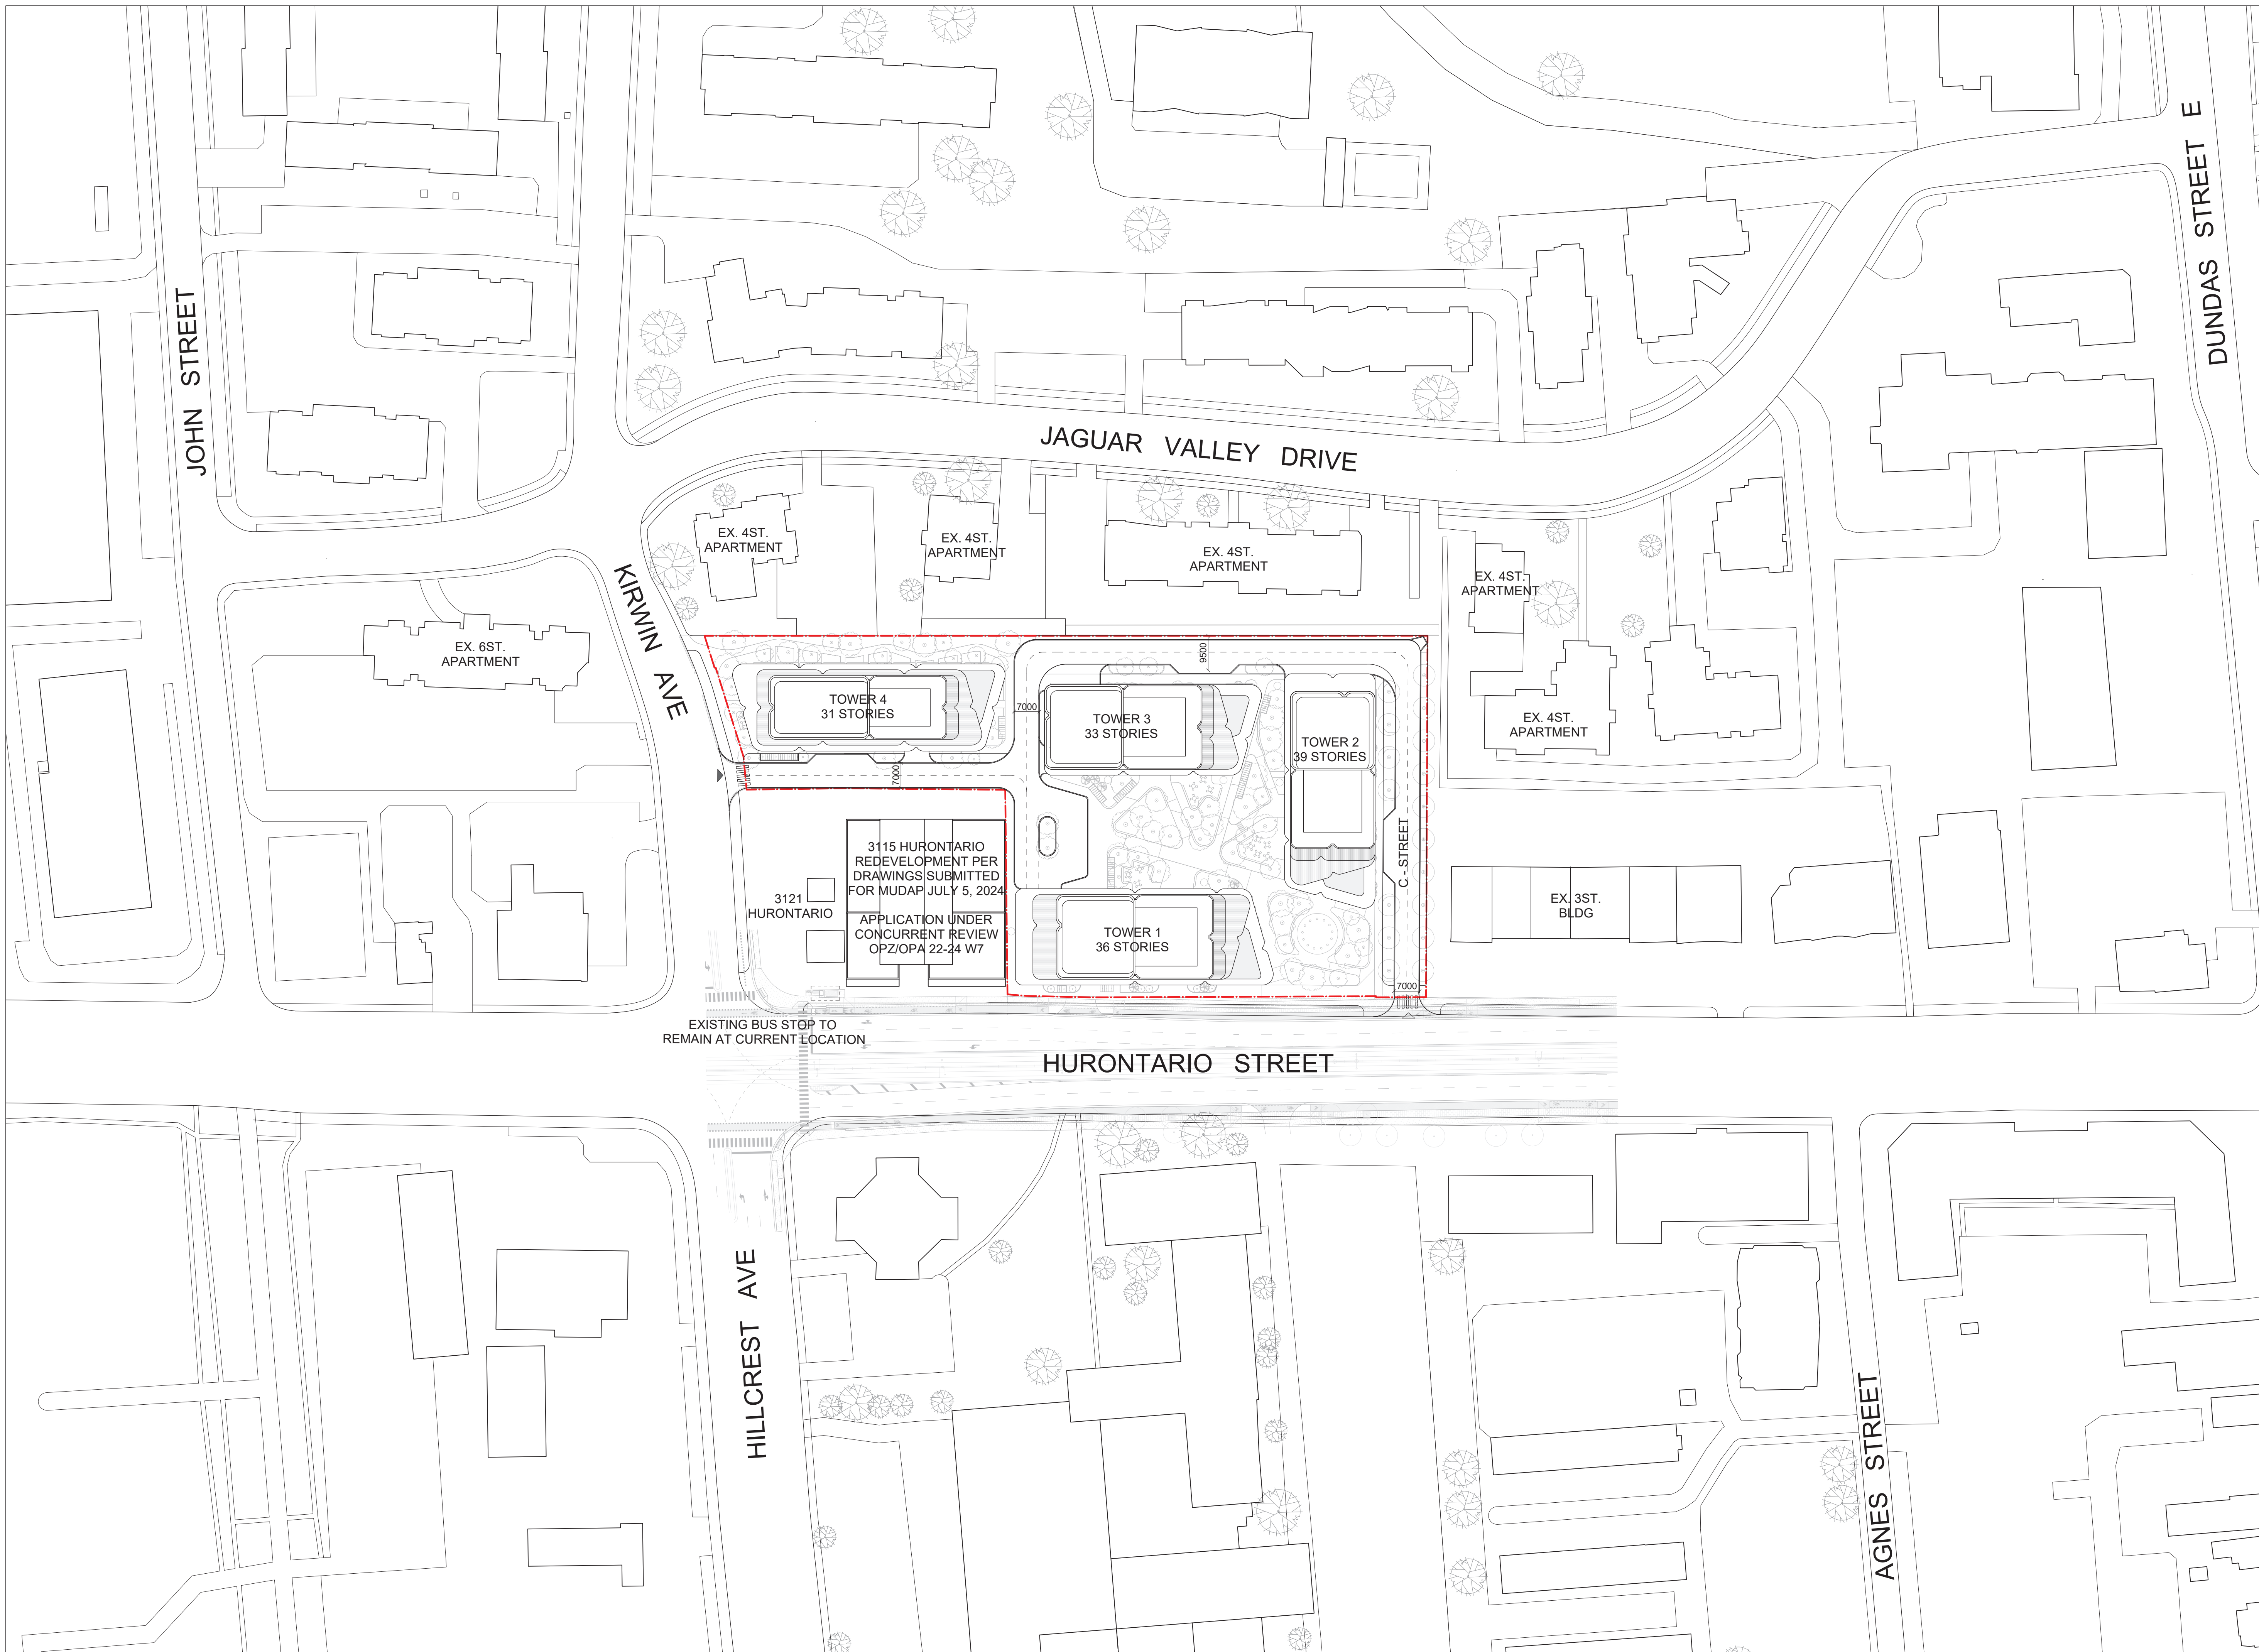 DUNDAS STREET E
JOHN STREET
JAGUAR VALLEY DRIVE
KIRWIN AVE
EX. 4ST.
APARTMENT
EX. 4ST.
APARTMENT
EX. 4ST.
APARTMENT
EX. 4ST.
APARTMENT
EX. 6ST.
APARTMENT
9500
TOWER 4
31 STORIES
7000
TOWER 3
33 STORIES
TOWER 2
39 STORIES
EX. 4ST.
APARTMENT
7000
C - STREET
3115 HURONTARIO
REDEVELOPMENT PER
DRAWINGS SUBMITTED
FOR MUDAP JULY 5, 2024
APPLICATION UNDER
CONCURRENT REVIEW
OPZ/OPA 22-24 W7
3121
HURONTARIO
TOWER 1
36 STORIES
EX. 3ST.
BLDG
7000
EXISTING BUS STOP TO
REMAIN AT CURRENT LOCATION
HURONTARIO STREET
HILLCREST AVE
AGNES STREET